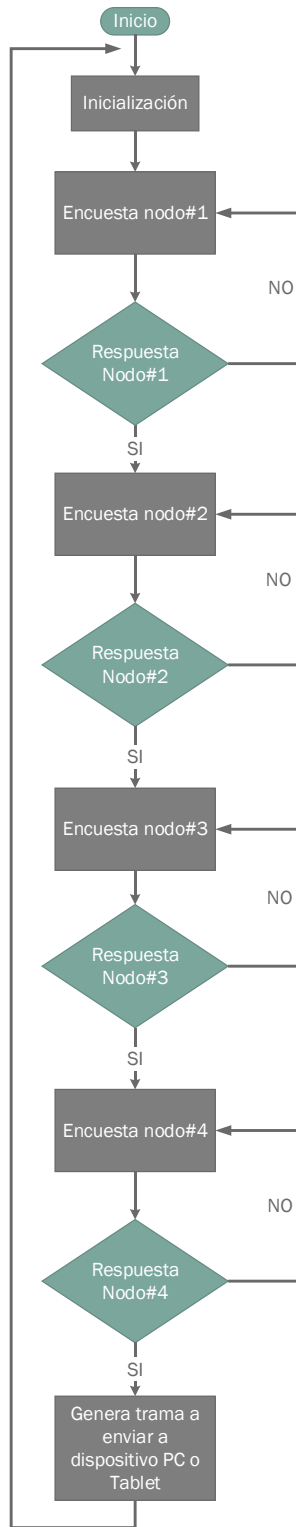 Inicio
Inicialización
Encuesta nodo#1
NO
Respuesta
Nodo#1
SI
Encuesta nodo#2
NO
Respuesta
Nodo#2
SI
Encuesta nodo#3
NO
Respuesta
Nodo#3
SI
Encuesta nodo#4
NO
Respuesta
Nodo#4
SI
Genera trama a
enviar a
dispositivo PC o
Tablet